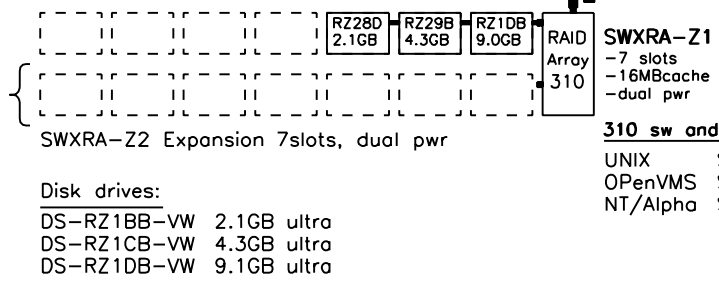 RZ28D RZ29B RZ1DB
2.1GB 4.3GB 9.0GB
RAID
Array
310
SWXRA-Z1
-7 slots
-16MBcache
-dual pwr
SWXRA-Z2 Expansion 7slots, dual pwr
310 sw and
UNIX
OPenVMS
NT/Alpha
Disk drives:
DS-RZ1BB-VW 2.1GB ultra
DS-RZ1CB-VW 4.3GB ultra
DS-RZ1DB-VW 9.1GB ultra